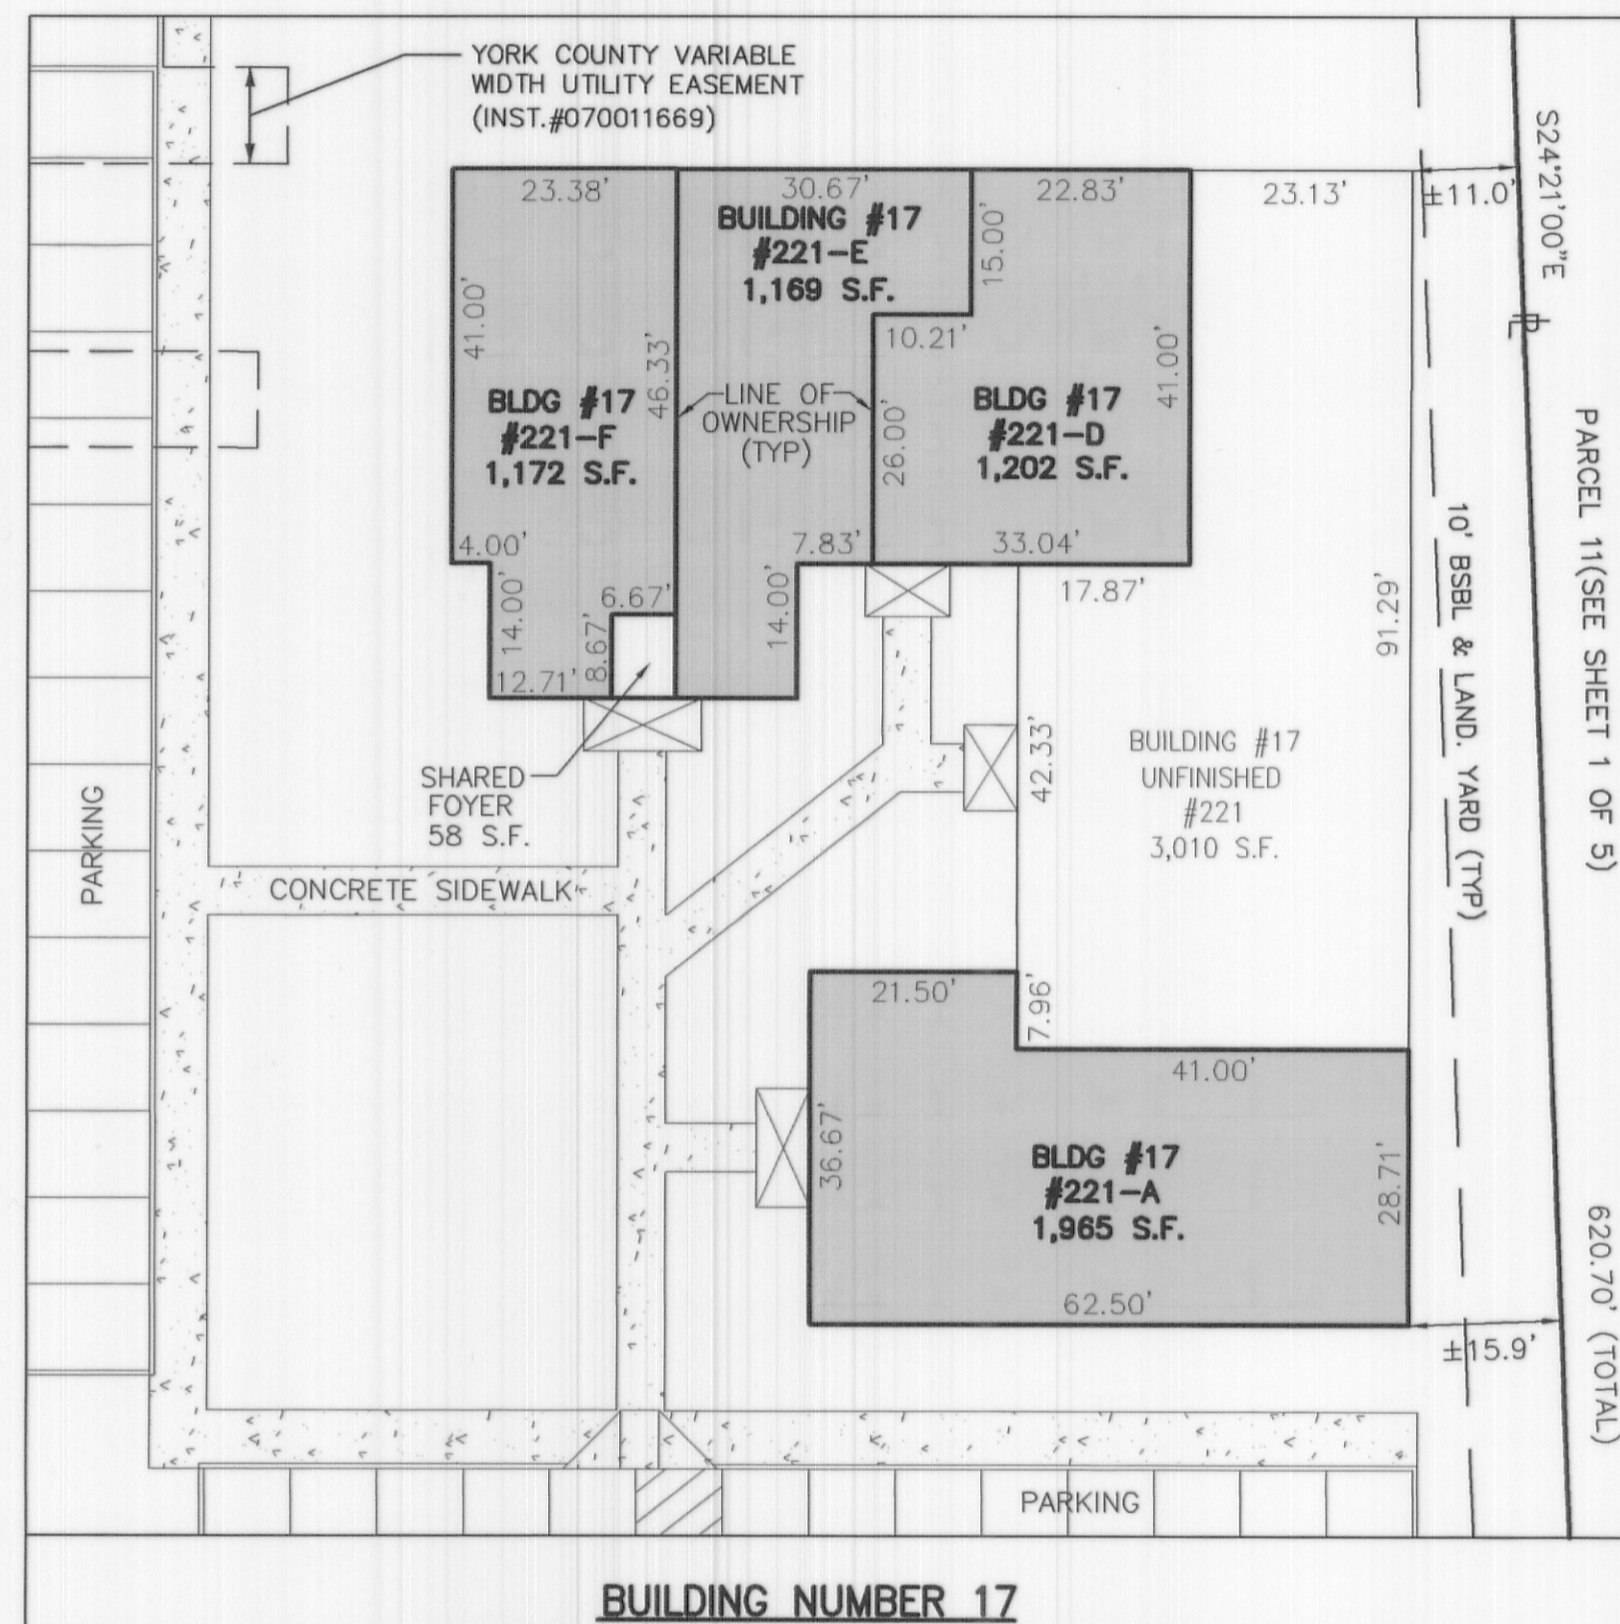 YORK COUNTY VARIABLE
WIDTH UTILITY EASEMENT
(INST.#070011669)
S24°21'00"E
23.38'
30.67'
22.83'
23.13'
±11.0'
BUILDING #17
#221-E
1,169 S.F.
15.00'
41.00'
46.33'
10.21'
41.00'
BLDG #17
#221-F
1,172 S.F.
LINE OF
OWNERSHIP
(TYP)
26.00'
BLDG #17
#221-D
1,202 S.F.
PARCEL 11(SEE SHEET 1 OF 5)
10' BSBL & LAND. YARD (TYP)
4.00'
7.83'
33.04'
14.00'
6.67'
8.67'
14.00'
17.87'
91.29'
12.71'
SHARED
FOYER
58 S.F.
42.33'
BUILDING #17
UNFINISHED
#221
3,010 S.F.
PARKING
CONCRETE SIDEWALK
21.50'
7.96'
41.00'
36.67'
BLDG #17
#221-A
1,965 S.F.
28.71'
62.50'
±15.9'
620.70' (TOTAL)
PARKING
BUILDING NUMBER 17